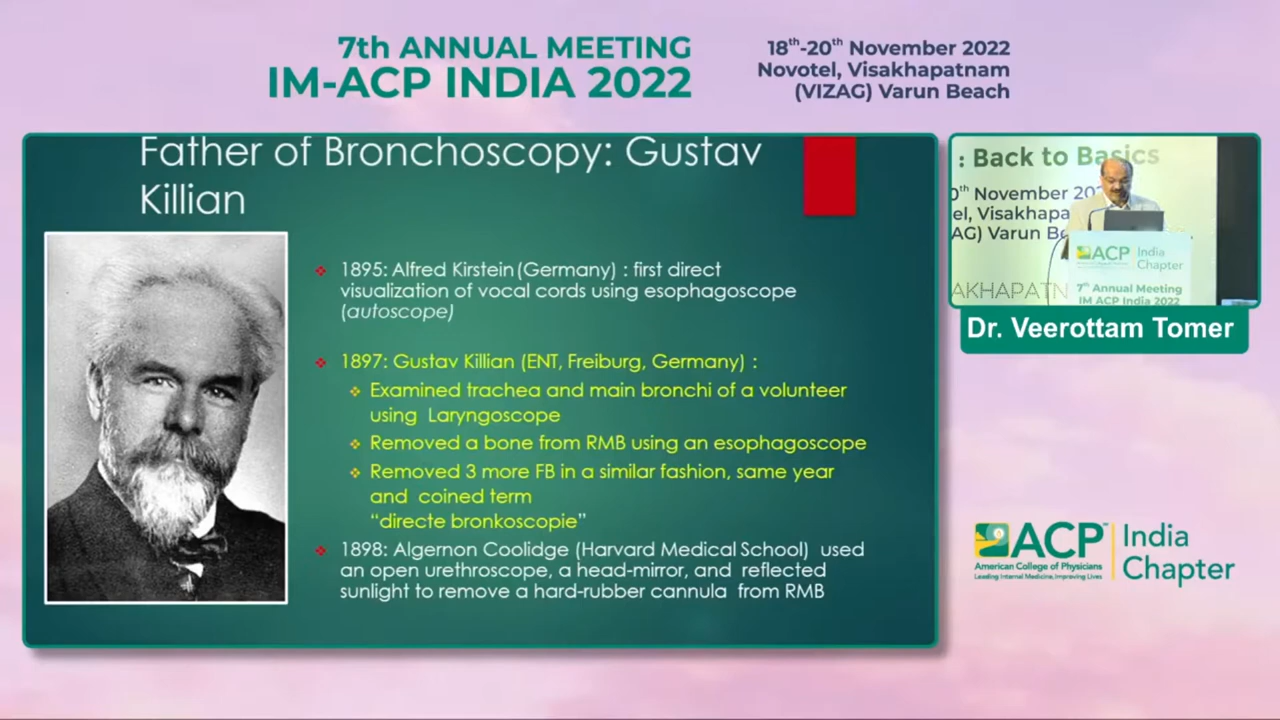 7th ANNUAL MEETING
IM-ACP INDIA 2022
18th-20th November 2022
Novotel, Visakhapatnam
(VIZAG) Varun Beach
Father of Bronchoscopy: Gustav
Killian
❖ 1895: Alfred Kirstein (Germany) : first direct
visualization of vocal cords using esophagoscope
(autoscope)
❖ 1897: Gustav Killian (ENT, Freiburg, Germany) :
❖ Examined trachea and main bronchi of a volunteer
using Laryngoscope
❖ Removed a bone from RMB using an esophagoscope
❖ Removed 3 more FB in a similar fashion, same year
and coined term
“directe bronkoscopie”
❖ 1898: Algernon Coolidge (Harvard Medical School) used
an open urethroscope, a head-mirror, and reflected
sunlight to remove a hard-rubber cannula from RMB
: Back to Basics
0th November 202
el, Visakhapa
AG) Varun Be
AKHAPATN
ACP India
Chapter
7th Annual Meeting
IM ACP India 2022
Dr. Veerottam Tomer
ACP™ India
Chapter
American College of Physicians
Leading Internal Medicine, Improving Lives